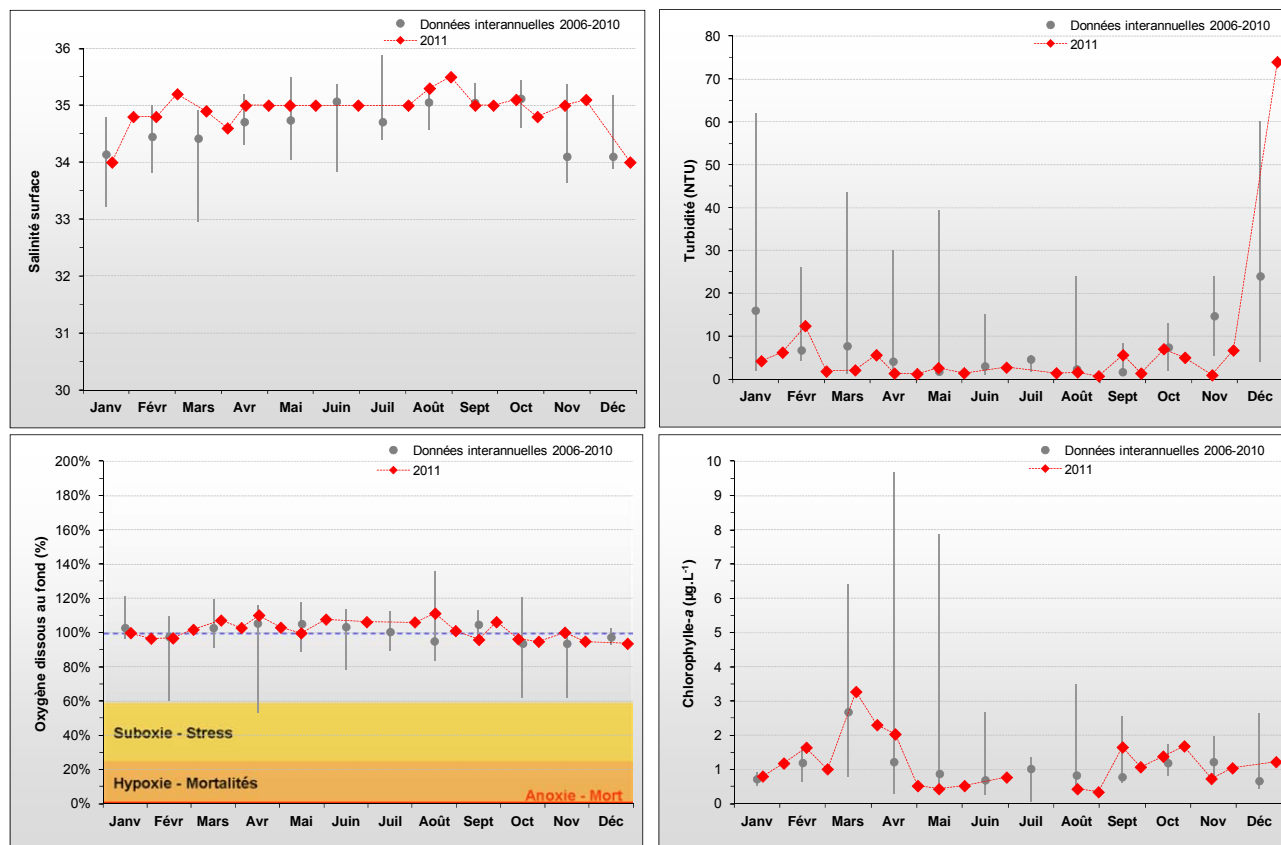 Données interannuelles 2006-2010
2011
Salinité surface
36
35
34
33
32
31
30
Janv Févr Mars Avr Mai Juin Juil Août Sept Oct Nov Déc
Données interannuelles 2006-2010
2011
Turbidité (NTU)
80
70
60
50
40
30
20
10
0
Janv Févr Mars Avr Mai Juin Juil Août Sept Oct Nov Déc
Données interannuelles 2006-2010
2011
Oxygène dissous au fond (%)
200%
180%
160%
140%
120%
100%
80%
60%
40%
20%
0%
Suboxie - Stress
Hypoxie - Mortalités
Anoxie - Mort
Janv Févr Mars Avr Mai Juin Juil Août Sept Oct Nov Déc
Données interannuelles 2006-2010
2011
Chlorophylle-a (µg.L⁻¹)
10
9
8
7
6
5
4
3
2
1
0
Janv Févr Mars Avr Mai Juin Juil Août Sept Oct Nov Déc